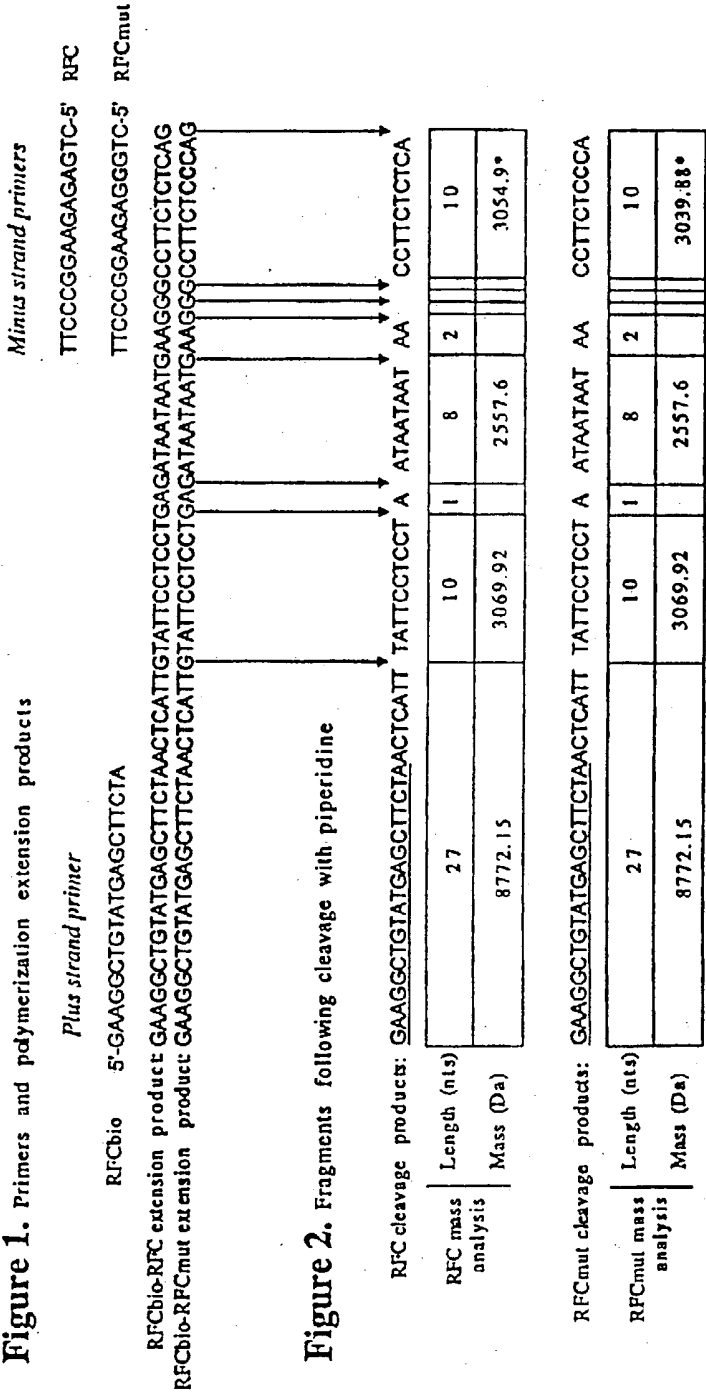 Figure 1. Primers and polymerization extension products
Plus strand primer
Minus strand primers
RFCbio 5'-GAAGGCTGTATGAGCTTCTA
TTCCCGGAAGAGAGTC-5' RFC
TTCCCGGAAGAGGGTC-5' RFCmut
RFCbio-RFC extension product GAAGGCTGTATGAGCTTCTAACTCATTGTATTCCTCCTGAGATAATAATGAAGGGCCTTCTCTCAG
RFCbio-RFCmut extension product GAAGGCTGTATGAGCTTCTAACTCATTGTATTCCTCCTGAGATAATAATGAAGGGCCTTCTCCCAG
Figure 2. Fragments following cleavage with piperidine
RFC cleavage products: GAAGGCTGTATGAGCTTCTAACTCATT TATTCCTCCT A ATAATAAT AA CCTTCTCTCA
RFC mass analysis
Length (nts) 27 10 1 8 2 10
Mass (Da) 8772.15 3069.92 2557.6 3054.9*
RFCmut cleavage products: GAAGGCTGTATGAGCTTCTAACTCATT TATTCCTCCT A ATAATAAT AA CCTTCTCCCA
RFCmut mass analysis
Length (nts) 27 10 1 8 2 10
Mass (Da) 8772.15 3069.92 2557.6 3039.88*